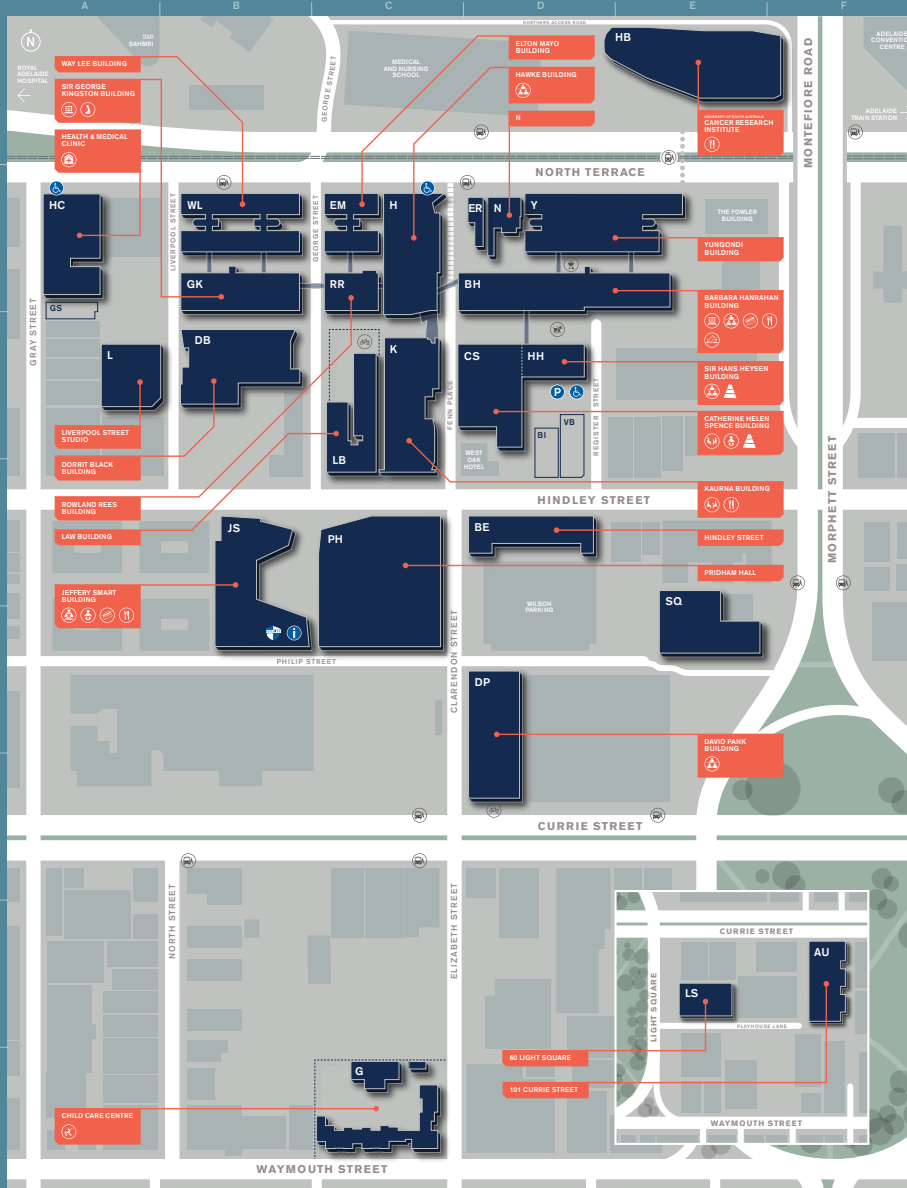 A
B
C
D
E
F
NORTHERN ACCESS ROAD
N
SMI
SAHMRI
ROYAL
ADELAIDE
HOSPITAL
WAY LEE BUILDING
SIR GEORGE
KINGSTON BUILDING
HEALTH & MEDICAL
CLINIC
GEORGE STREET
MEDICAL
AND NURSING
SCHOOL
ELTON MAYO
BUILDING
HAWKE BUILDING
N
HB
UNIVERSITY OF SOUTH AUSTRALIA
CANCER RESEARCH
INSTITUTE
MONTEFIORE ROAD
ADELAIDE
CONVENTION
CENTRE
ADELAIDE
TRAIN STATION
NORTH TERRACE
HC
GS
GRAY STREET
L
LIVERPOOL STREET
WL
GK
DB
GEORGE STREET
EM
RR
H
K
LB
FENN PLACE
ER
N
Y
BH
CS
HH
P
BI
VB
REGISTER STREET
WEST
OAK
HOTEL
THE FOWLER
BUILDING
YUNGONDI
BUILDING
BARBARA HANRAHAN
BUILDING
SIR HANS HEYSEN
BUILDING
CATHERINE HELEN
SPENCE BUILDING
KAURNA BUILDING
LIVERPOOL STREET
STUDIO
DORRIT BLACK
BUILDING
ROWLAND REES
BUILDING
LAW BUILDING
HINDLEY STREET
HINDLEY STREET
PRIDHAM HALL
MORPHETT STREET
JEFFERY SMART
BUILDING
JS
i
PH
BE
WILSON
PARKING
SQ
PHILIP STREET
CLARENDON STREET
DP
DAVID PANK
BUILDING
CURRIE STREET
NORTH STREET
ELIZABETH STREET
CURRIE STREET
AU
LS
LIGHT SQUARE
PLAYHOUSE LANE
60 LIGHT SQUARE
101 CURRIE STREET
WAYMOUTH STREET
G
CHILD CARE CENTRE
WAYMOUTH STREET